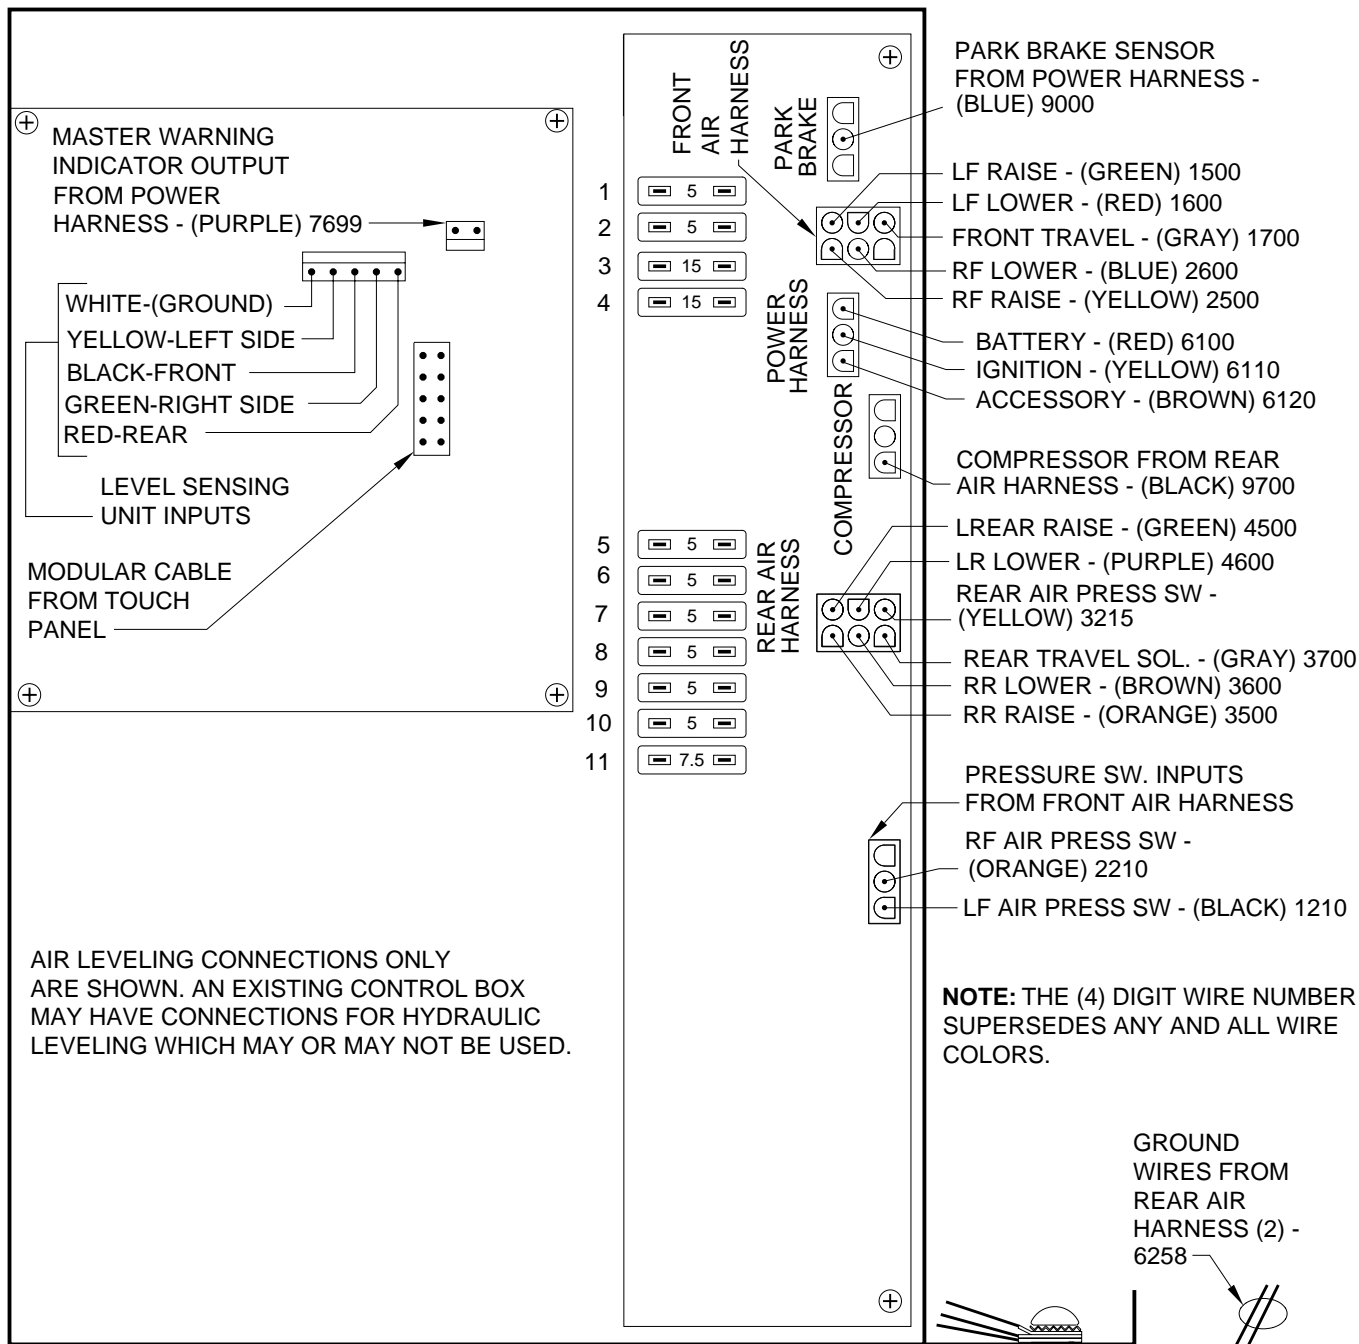 MASTER WARNING
INDICATOR OUTPUT
FROM POWER
HARNESS - (PURPLE) 7699
WHITE-(GROUND)
YELLOW-LEFT SIDE
BLACK-FRONT
GREEN-RIGHT SIDE
RED-REAR
LEVEL SENSING
UNIT INPUTS
MODULAR CABLE
FROM TOUCH
PANEL
AIR LEVELING CONNECTIONS ONLY
ARE SHOWN. AN EXISTING CONTROL BOX
MAY HAVE CONNECTIONS FOR HYDRAULIC
LEVELING WHICH MAY OR MAY NOT BE USED.
FRONT
AIR
HARNESS
PARK
BRAKE
1 5
2 5
3 15
4 15
POWER
HARNESS
COMPRESSOR
5 5
6 5
7 5
8 5
9 5
10 5
11 7.5
REAR AIR
HARNESS
PARK BRAKE SENSOR
FROM POWER HARNESS -
(BLUE) 9000
LF RAISE - (GREEN) 1500
LF LOWER - (RED) 1600
FRONT TRAVEL - (GRAY) 1700
RF LOWER - (BLUE) 2600
RF RAISE - (YELLOW) 2500
BATTERY - (RED) 6100
IGNITION - (YELLOW) 6110
ACCESSORY - (BROWN) 6120
COMPRESSOR FROM REAR
AIR HARNESS - (BLACK) 9700
LREAR RAISE - (GREEN) 4500
LR LOWER - (PURPLE) 4600
REAR AIR PRESS SW -
(YELLOW) 3215
REAR TRAVEL SOL. - (GRAY) 3700
RR LOWER - (BROWN) 3600
RR RAISE - (ORANGE) 3500
PRESSURE SW. INPUTS
FROM FRONT AIR HARNESS
RF AIR PRESS SW -
(ORANGE) 2210
LF AIR PRESS SW - (BLACK) 1210
NOTE: THE (4) DIGIT WIRE NUMBER
SUPERSEDES ANY AND ALL WIRE
COLORS.
GROUND
WIRES FROM
REAR AIR
HARNESS (2) -
6258